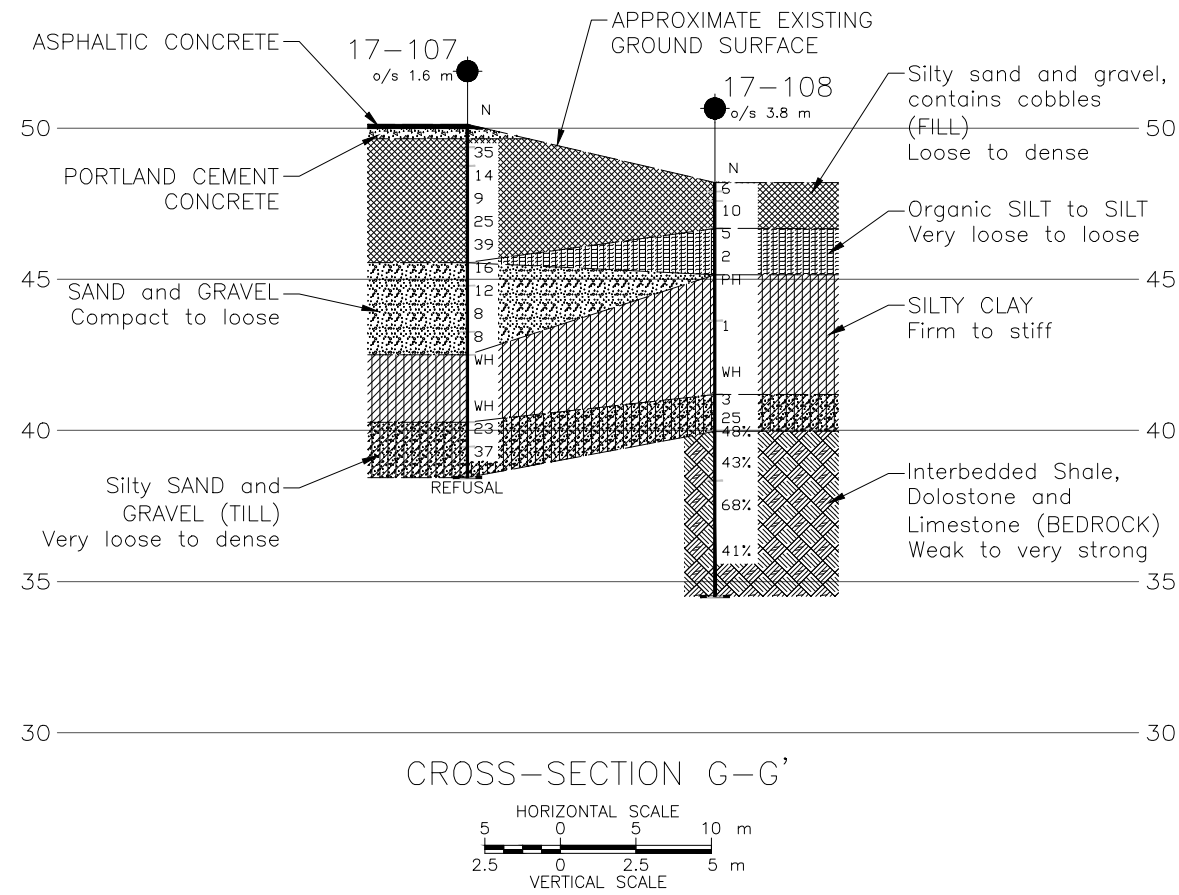 APPROXIMATE EXISTING
GROUND SURFACE
ASPHALTIC CONCRETE
17-107
o/s 1.6 m
17-108
o/s 3.8 m
Silty sand and gravel,
contains cobbles
(FILL)
Loose to dense
50
50
PORTLAND CEMENT
CONCRETE
N
35
14
9
25
39
16
12
8
8
WH
WH
23
37
REFUSAL
N
6
10
5
2
PH
1
WH
3
25
48%
43%
68%
41%
Organic SILT to SILT
Very loose to loose
45
45
SAND and GRAVEL
Compact to loose
SILTY CLAY
Firm to stiff
40
40
Silty SAND and
GRAVEL (TILL)
Very loose to dense
Interbedded Shale,
Dolostone and
Limestone (BEDROCK)
Weak to very strong
35
35
30
30
CROSS-SECTION G-G'
HORIZONTAL SCALE
5 0 5 10 m
2.5 0 2.5 5 m
VERTICAL SCALE